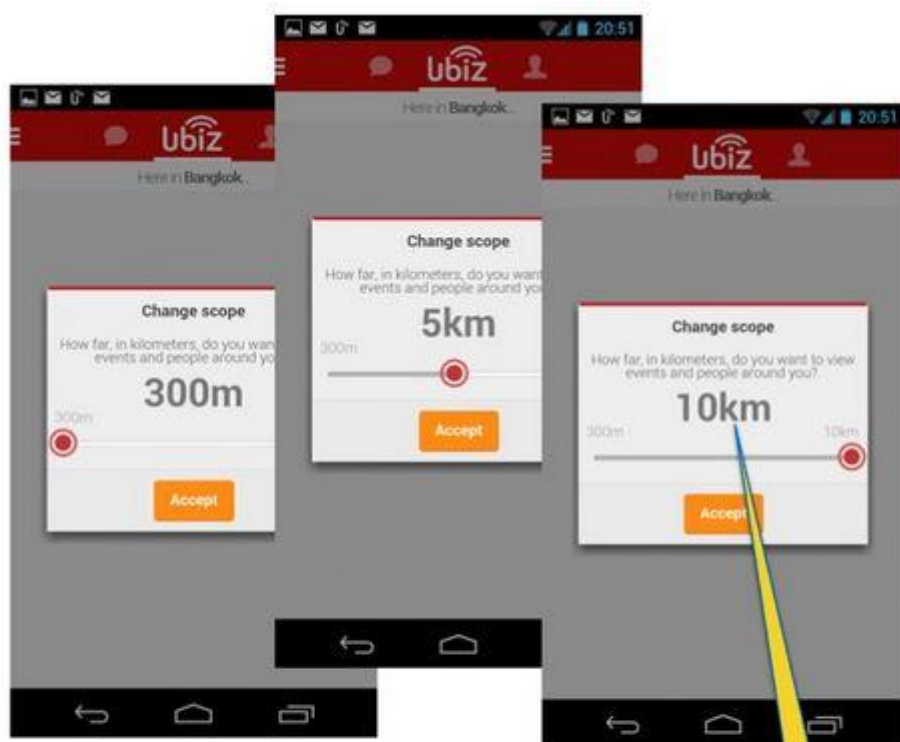 Ubiz
Here in Bangkok..
Change scope
How far, in kilometers, do you wan
events and people around yo
300m
300m
Accept
20:51
Ubiz
Here in Bangkok..
Change scope
How far, in kilometers, do you want
events and people around you
5km
300m
Accept
20:51
Ubiz
Here in Bangkok..
Change scope
How far, in kilometers, do you want to view
events and people around you?
10km
300m 10km
Accept